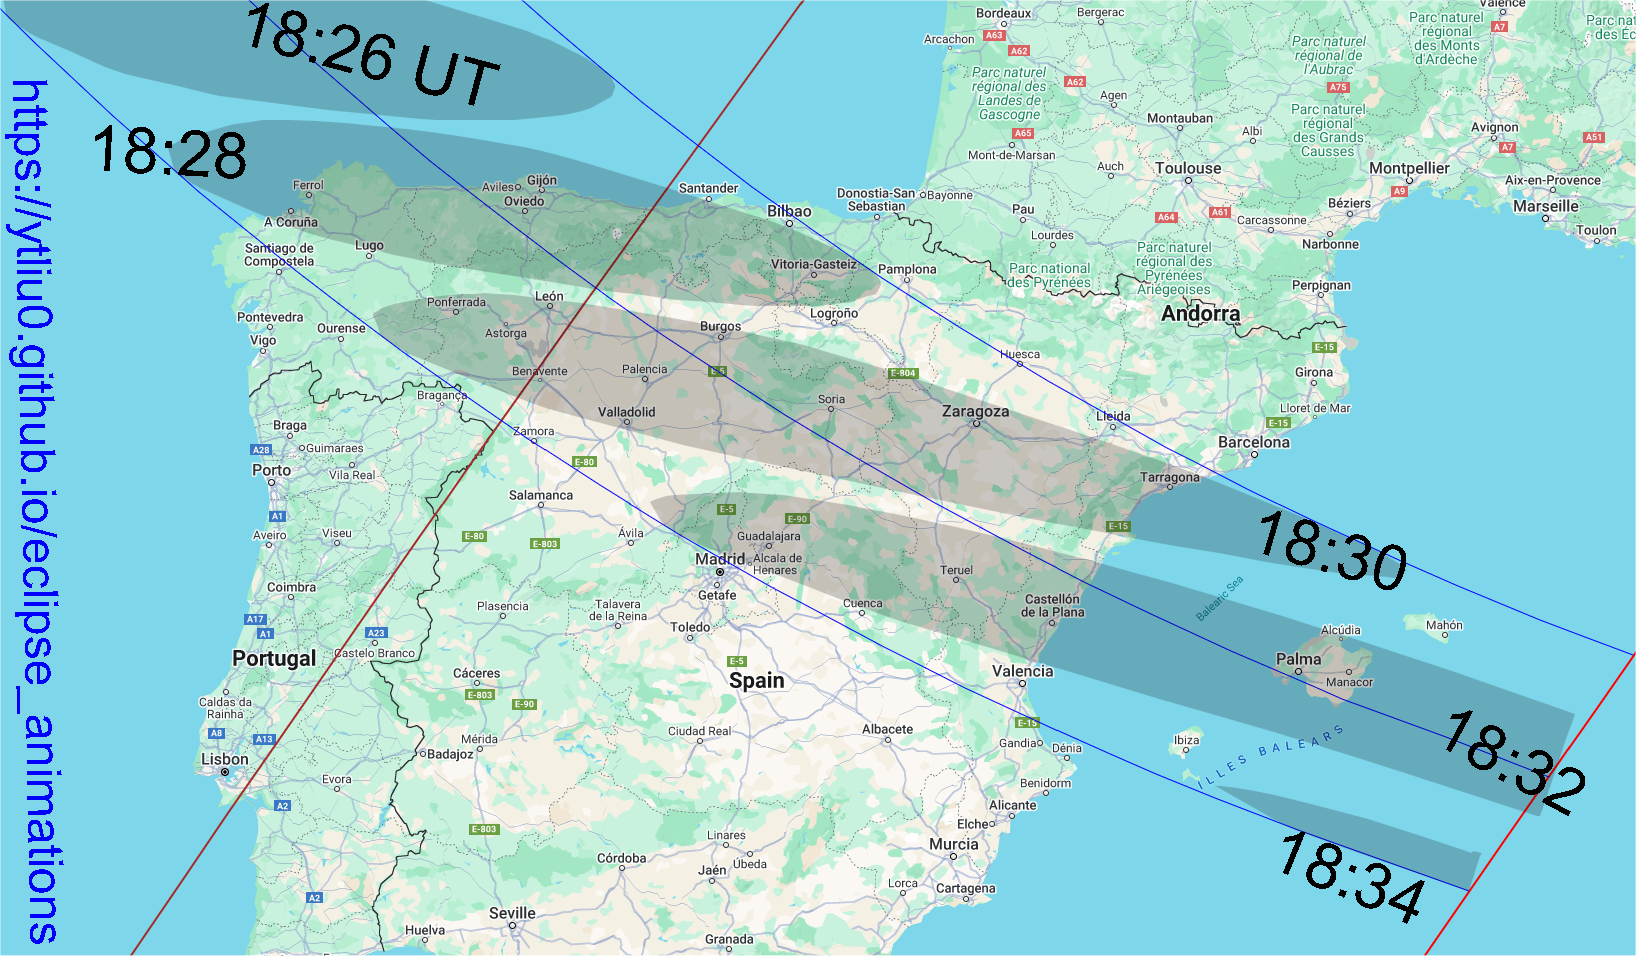 18:26 UT
18:28
18:30
18:32
18:34
https://ytliu0.github.io/eclipse_animations
Bordeaux
Bergerac
Valence
Arcachon
A63
A62
A7
Parc naturel
régional
des Monts
d'Ardèche
Parc nat
des Éc
Parc naturel
régional de
l'Aubrac
Parc naturel
régional des
Landes de
Gascogne
A62
A75
Agen
Montauban
Albi
Parc naturel
régional
des Grands
Causses
Avignon
A7
A51
A65
Mont-de-Marsan
Auch
Toulouse
Montpellier
A9
Aix-en-Provence
Marseille
Toulon
Béziers
Narbonne
Carcassonne
A64
A61
Pau
Lourdes
Parc national
des Pyrénées
Parc naturel
régional des
Pyrénées
Ariégeoises
Perpignan
Andorra
Ferrol
A Coruña
Santiago de
Compostela
Lugo
Avilés
Gijón
Oviedo
Santander
Bilbao
Donostia-San
Sebastian
Bayonne
Vitoria-Gasteiz
Pamplona
Logroño
Pontevedra
Vigo
Ourense
Ponferrada
León
Astorga
Benavente
Burgos
Palencia
E-5
E-804
Huesca
E-15
Girona
Lloret de Mar
E-15
Barcelona
Lleida
Zaragoza
Soria
Valladolid
Bragança
Zamora
Braga
Guimaraes
A28
Porto
Vila Real
E-80
Salamanca
Tarragona
E-15
A1
Aveiro
Viseu
E-80
E-803
Ávila
E-5
E-90
Guadalajara
Madrid
Alcala de
Henares
Getafe
Teruel
Castellón
de la Plana
Balearic Sea
Alcúdia
Mahón
Palma
Manacor
Coimbra
Plasencia
Talavera
de la Reina
Toledo
Cuenca
A17
A1
A23
Castelo Branco
Portugal
Cáceres
E-803
E-90
E-5
Spain
Valencia
E-15
Caldas da
Rainha
A8
A13
Lisbon
Mérida
Badajoz
Ciudad Real
Albacete
Gandia
Dénia
Ibiza
ILLES BALEARS
Evora
A2
Benidorm
Alicante
Elche
E-803
Linares
Úbeda
Córdoba
Jaén
Murcia
Lorca
Cartagena
A2
Seville
Huelva
Granada